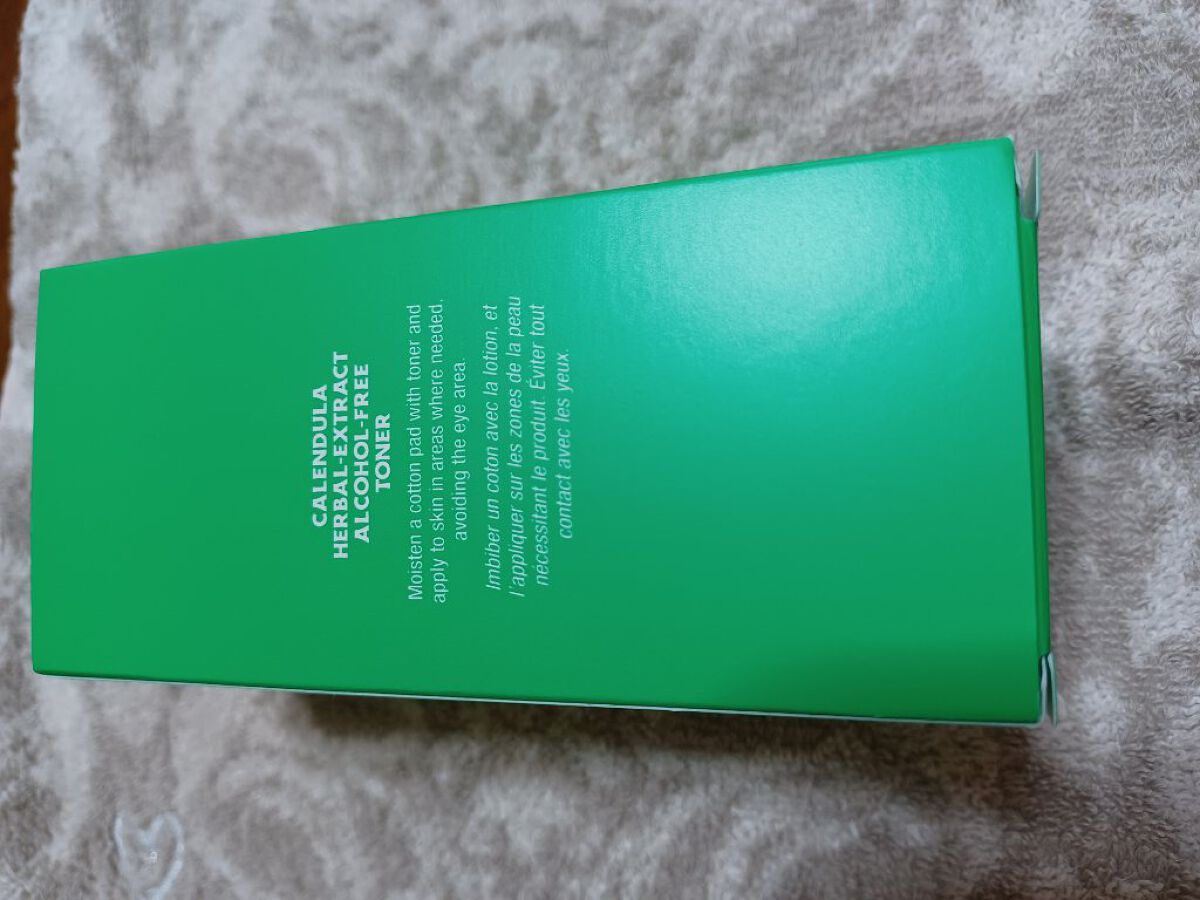 CALENDULA
HERBAL-EXTRACT
ALCOHOL-FREE
TONER
Moisten a cotton pad with toner and
apply to skin in areas where needed,
avoiding the eye area.
Imbiber un coton avec la lotion, et
l'appliquer sur les zones de la peau
nécessitant le produit. Éviter tout
contact avec les yeux.